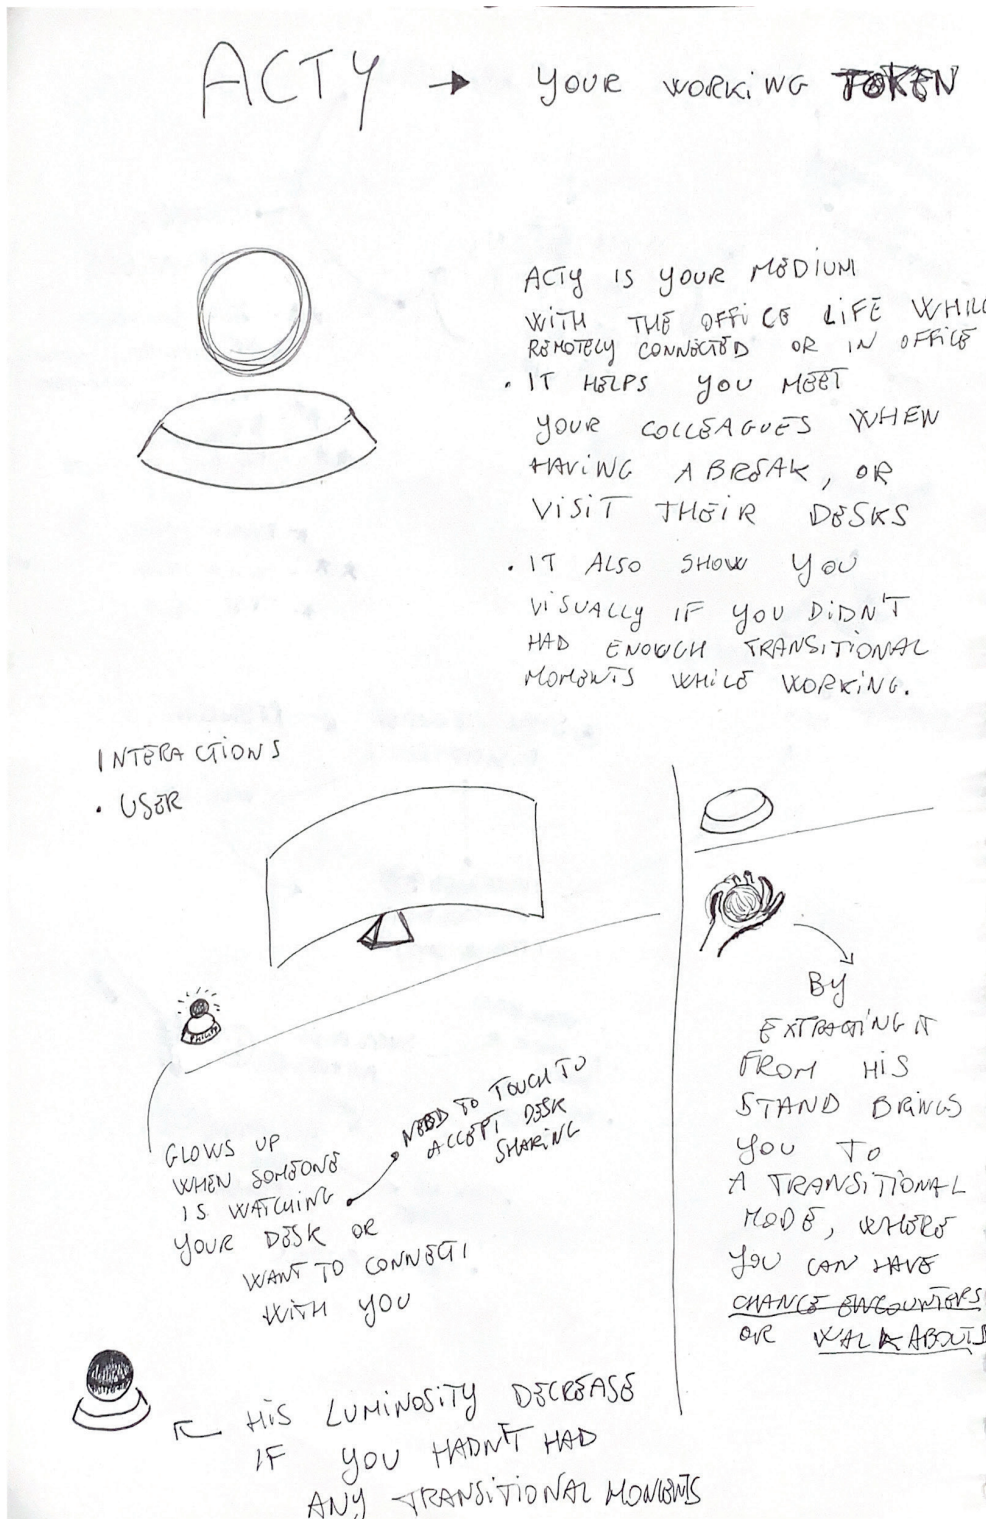 ACTY → YOUR WORKING TOKEN
ACTY IS YOUR MEDIUM
WITH THE OFFICE LIFE WHILE
REMOTELY CONNECTED OR IN OFFICE
• IT HELPS YOU MEET
YOUR COLLEAGUES WHEN
HAVING A BREAK, OR
VISIT THEIR DESKS
• IT ALSO SHOW YOU
VISUALLY IF YOU DIDN'T
HAD ENOUGH TRANSITIONAL
MOMENTS WHILE WORKING.
INTERACTIONS
• USER
PHILIPS
GLOWS UP
WHEN SOMEONE
IS WATCHING
YOUR DESK OR
WANT TO CONNECT
WITH YOU
NEED TO TOUCH TO
ACCEPT DESK
SHARING
BY
EXTRACTING IT
FROM HIS
STAND BRINGS
YOU TO
A TRANSITIONAL
MODE, WHERE
YOU CAN HAVE
CHANCE ENCOUNTERS
OR WALKABOUTS
HIS LUMINOSITY DECREASE
IF YOU HADN'T HAD
ANY TRANSITIONAL MOMENTS